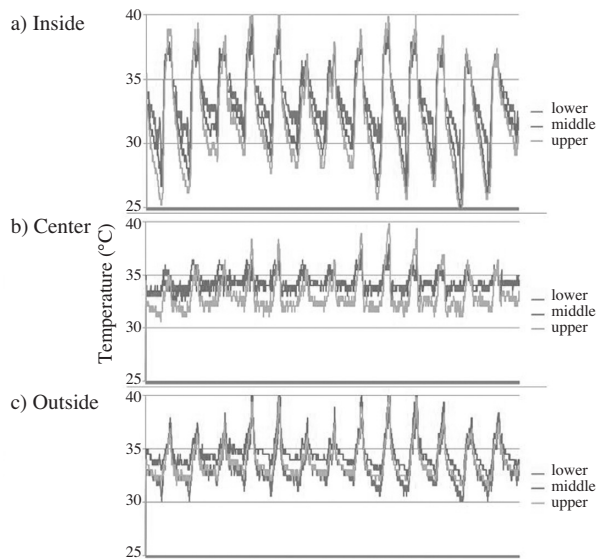 a) Inside
40
35
30
25
lower
middle
upper
Temperature (°C)
b) Center
40
35
30
25
lower
middle
upper
c) Outside
40
35
30
25
lower
middle
upper